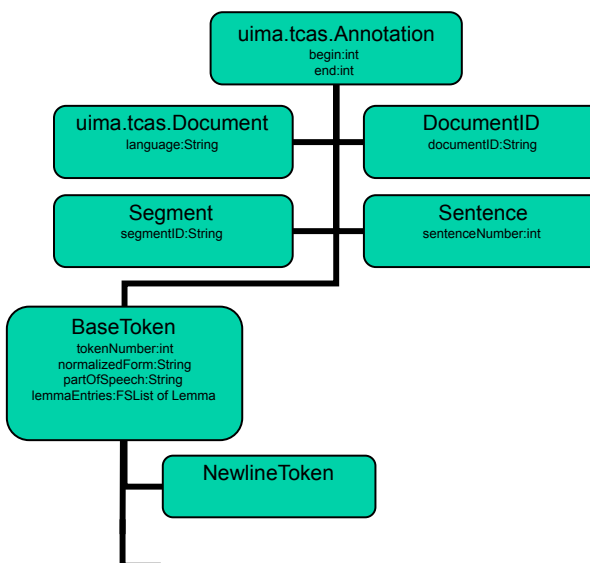 uima.tcas.Annotation
begin:int
end:int
uima.tcas.Document
language:String
DocumentID
documentID:String
Segment
segmentID:String
Sentence
sentenceNumber:int
BaseToken
tokenNumber:int
normalizedForm:String
partOfSpeech:String
lemmaEntries:FSList of Lemma
NewlineToken